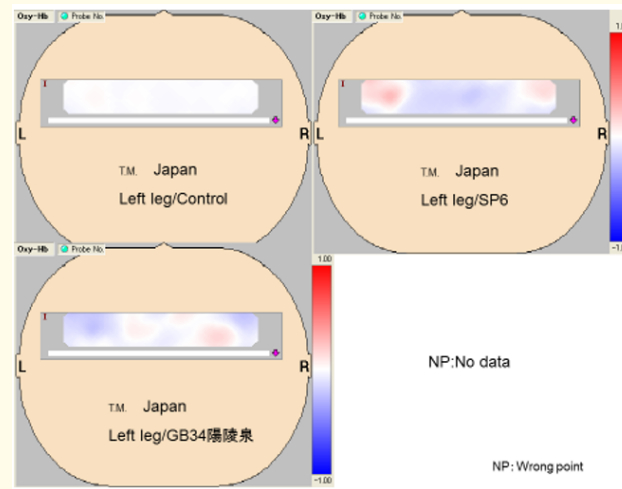 Oxy-Hb Probe No.
I
L R
T.M. Japan
Left leg/Control
Oxy-Hb Probe No.
I
L R
T.M. Japan
Left leg/SP6
Oxy-Hb Probe No.
I
1.00
L R
T.M. Japan
Left leg/GB34陽陵泉
-1.00
NP:No data
NP: Wrong point